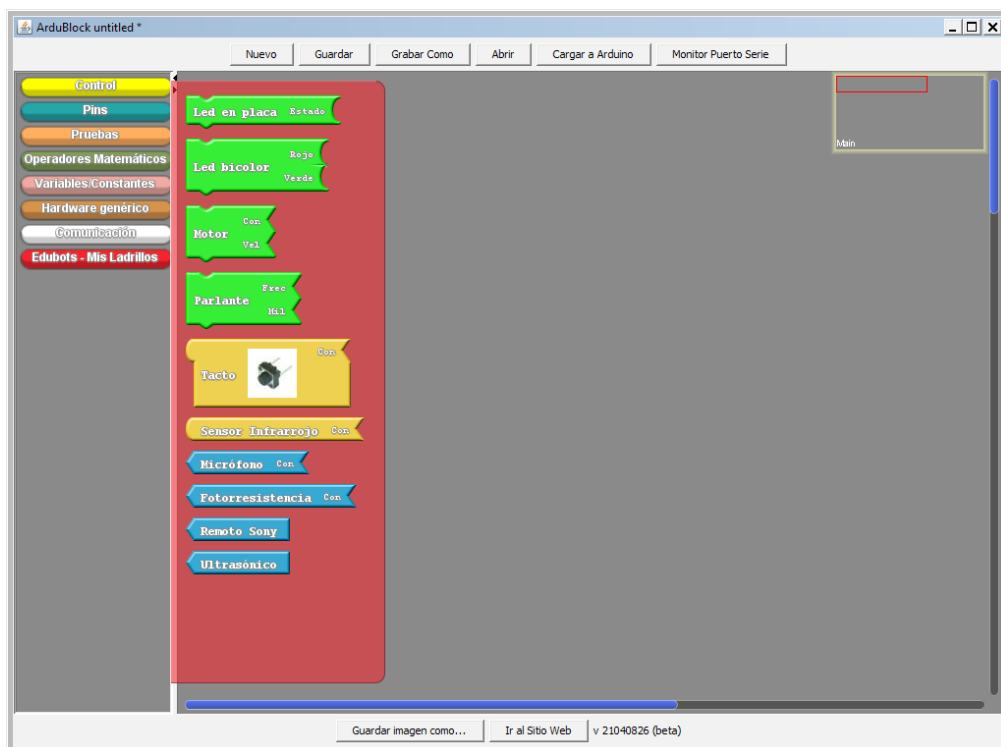 ArduBlock untitled *
Nuevo Guardar Grabar Como Abrir Cargar a Arduino Monitor Puerto Serie
Control
Pins
Pruebas
Operadores Matemáticos
Variables/Constantes
Hardware genérico
Comunicación
Edubots - Mis Ladrillos
Led en placa Estado
Led bicolor Rojo Verde
Motor Con Vel
Parlante Frec Mil
Tacto Con
Sensor Infrarrojo Con
Micrófono Con
Fotorresistencia Con
Remoto Sony
Ultrasónico
Main
Guardar imagen como... Ir al Sitio Web v 21040826 (beta)